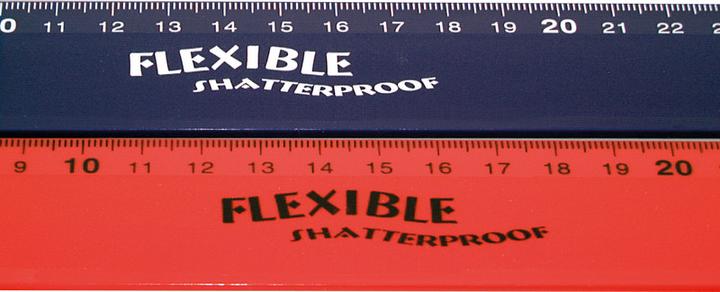 0 11 12 13 14 15 16 17 18 19 20 21 22 2
FLEXIBLE
SHATTERPROOF
9 10 11 12 13 14 15 16 17 18 19 20
FLEXIBLE
SHATTERPROOF